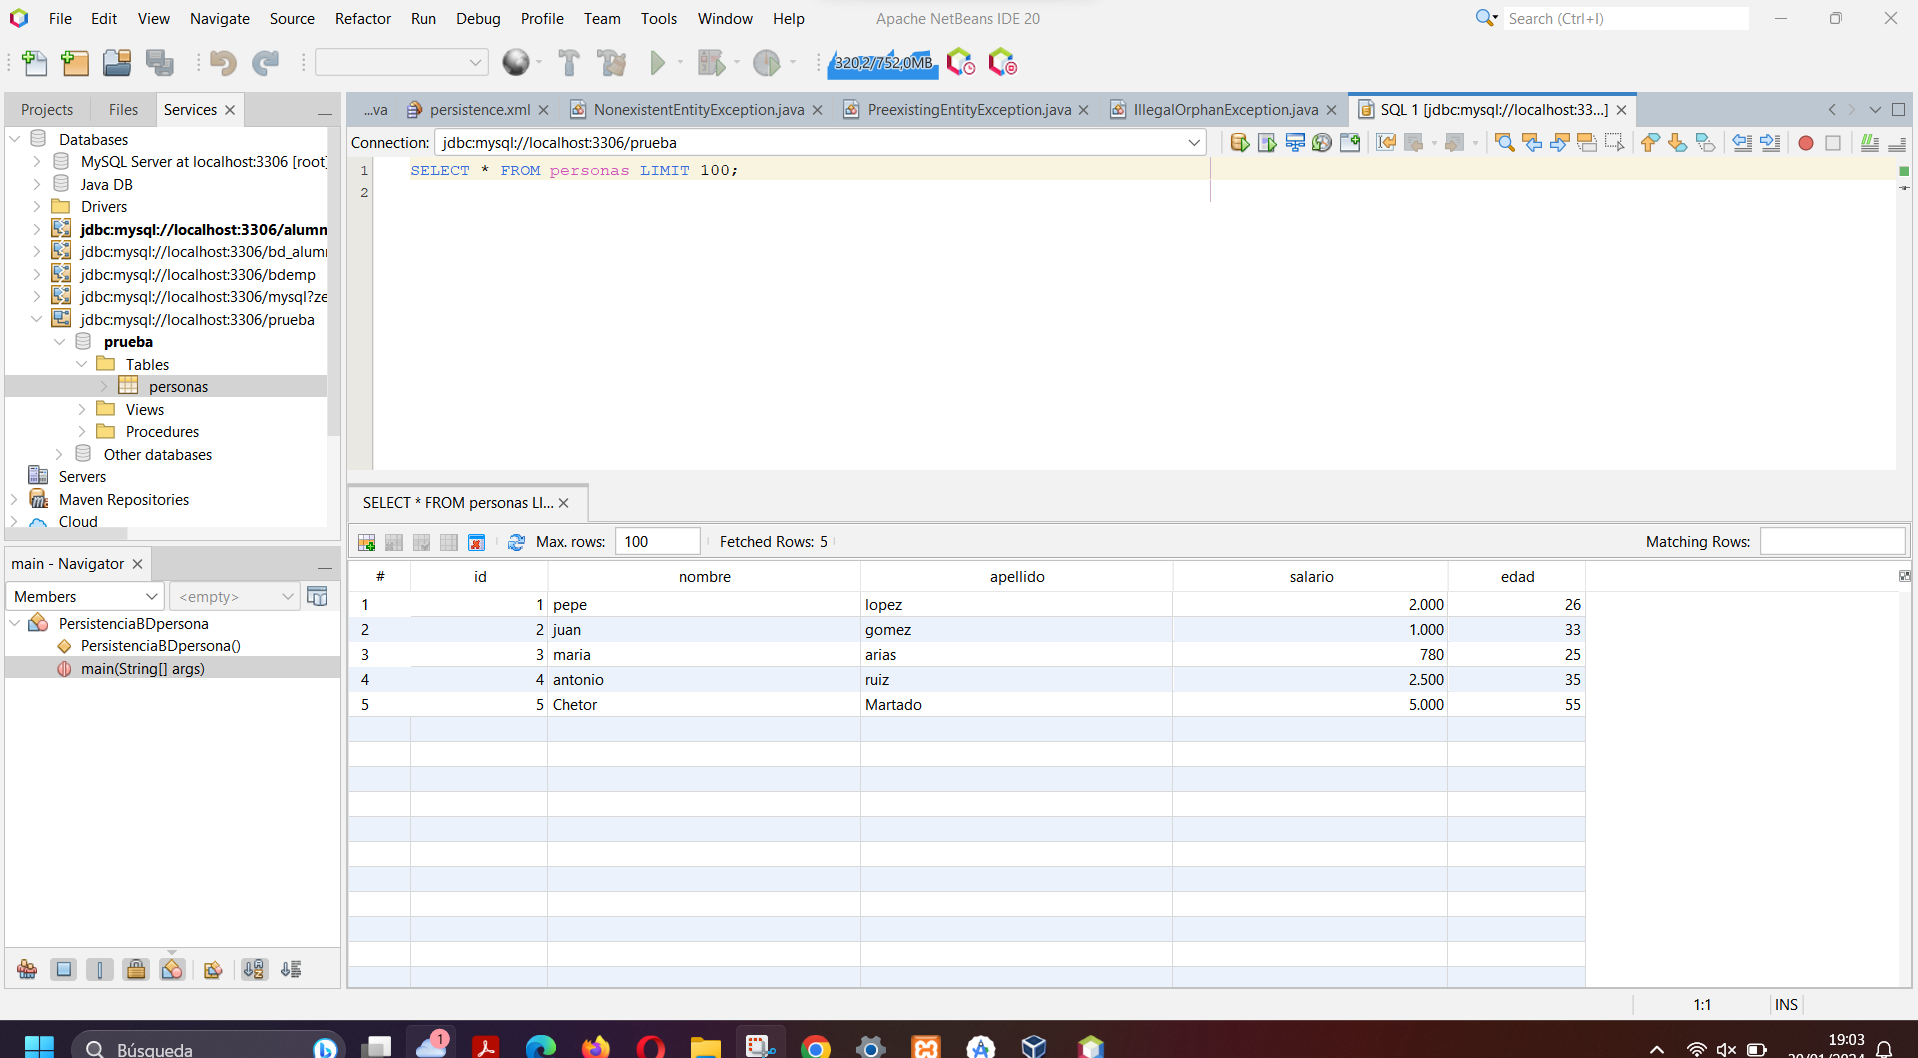 File Edit View Navigate Source Refactor Run Debug Profile Team Tools Window Help Apache NetBeans IDE 20 Search (Ctrl+I)
320,2/752,0MB
Projects Files Services
...va persistence.xml NonexistentEntityException.java PreexistingEntityException.java IllegalOrphanException.java SQL 1 [jdbc:mysql://localhost:33...]
Connection: jdbc:mysql://localhost:3306/prueba
1 SELECT * FROM personas LIMIT 100;
2
Databases
MySQL Server at localhost:3306 [root]
Java DB
Drivers
jdbc:mysql://localhost:3306/alumn
jdbc:mysql://localhost:3306/bd_alum
jdbc:mysql://localhost:3306/bdemp
jdbc:mysql://localhost:3306/mysql?ze
jdbc:mysql://localhost:3306/prueba
prueba
Tables
personas
Views
Procedures
Other databases
Servers
Maven Repositories
Cloud
SELECT * FROM personas LI...
Max. rows: 100 Fetched Rows: 5 Matching Rows:
# id nombre apellido salario edad
1 1 pepe lopez 2.000 26
2 2 juan gomez 1.000 33
3 3 maria arias 780 25
4 4 antonio ruiz 2.500 35
5 5 Chetor Martado 5.000 55
main - Navigator
Members <empty>
PersistenciaBDpersona
PersistenciaBDpersona()
main(String[] args)
1:1 INS
Búsqueda
1
19:03